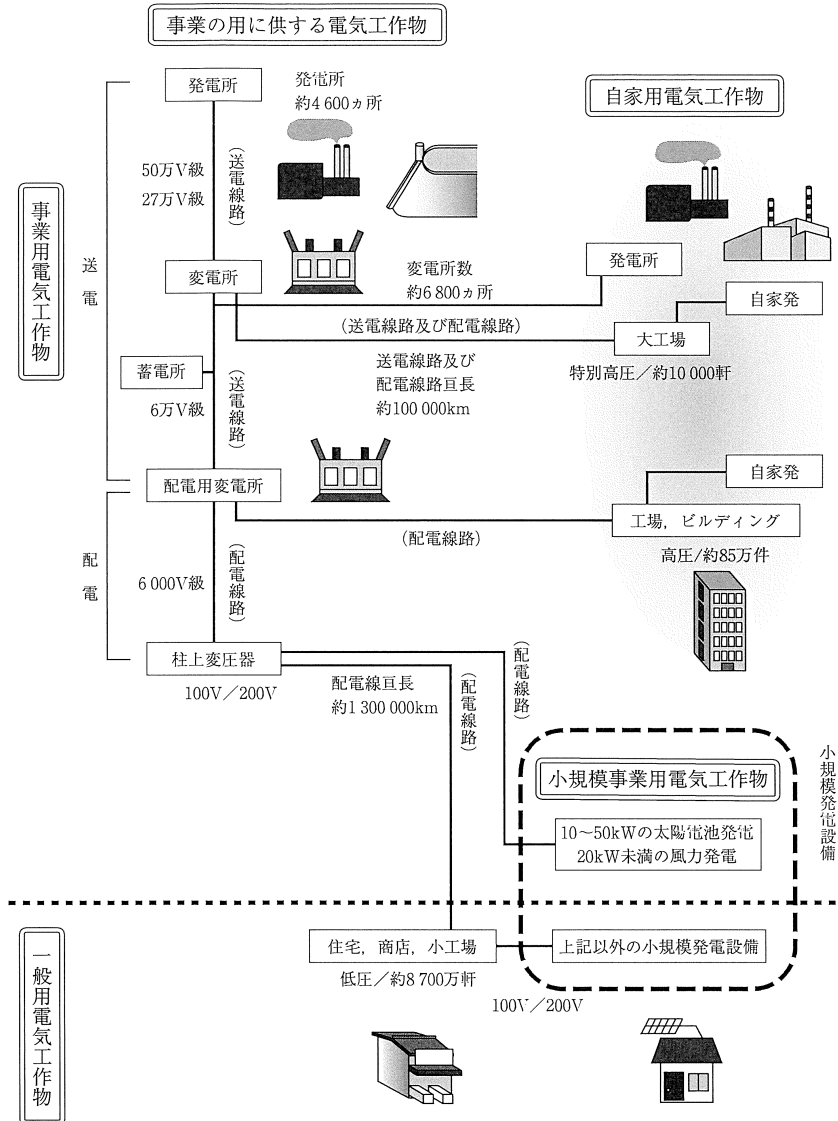 事業の用に供する電気工作物
発電所
発電所
約4 600ヵ所
自家用電気工作物
50万V級
27万V級
(送電線路)
事業用電気工作物
送電
変電所
変電所数
約6 800ヵ所
発電所
自家発
(送電線路及び配電線路)
大工場
特別高圧/約10 000軒
送電線路及び
配電線路亘長
約100 000km
蓄電所
6万V級
(送電線路)
配電用変電所
自家発
工場,ビルディング
(配電線路)
高圧/約85万件
配電
6 000V級
(配電線路)
柱上変圧器
100V/200V
配電線亘長
約1 300 000km
(配電線路)
(配電線路)
小規模発電設備
小規模事業用電気工作物
10~50kWの太陽電池発電
20kW未満の風力発電
一般用電気工作物
住宅,商店,小工場
上記以外の小規模発電設備
低圧/約8 700万軒
100V/200V